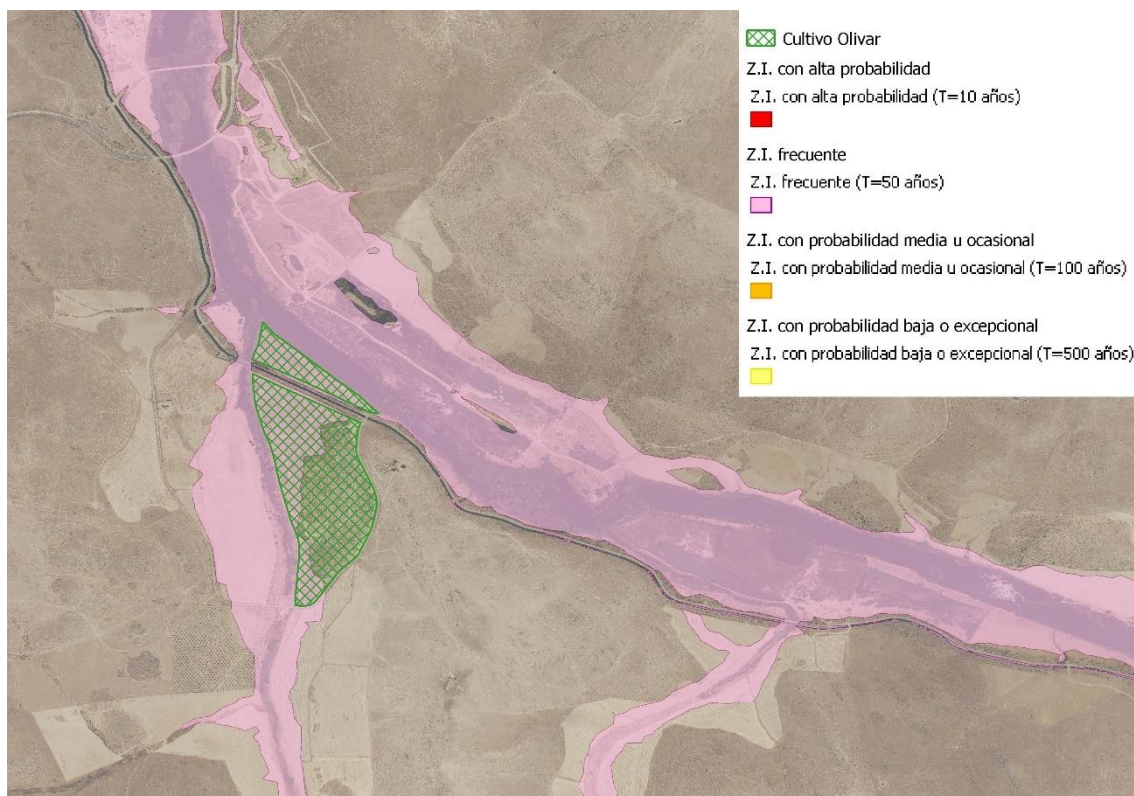 Cultivo Olivar
Z.I. con alta probabilidad
Z.I. con alta probabilidad (T=10 años)
Z.I. frecuente
Z.I. frecuente (T=50 años)
Z.I. con probabilidad media u ocasional
Z.I. con probabilidad media u ocasional (T=100 años)
Z.I. con probabilidad baja o excepcional
Z.I. con probabilidad baja o excepcional (T=500 años)